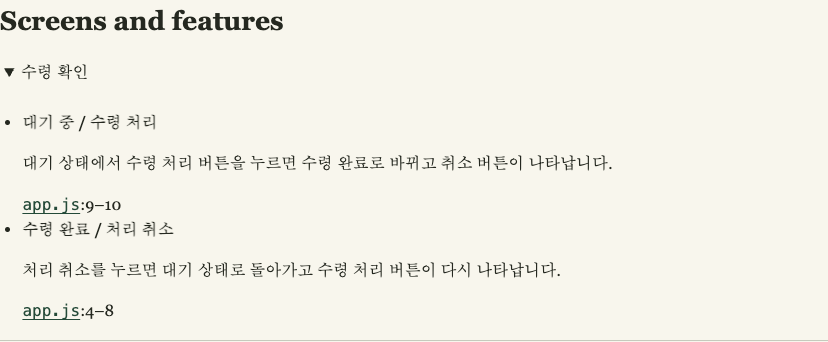 Screens and features
▼ 수령 확인
• 대기 중 / 수령 처리
대기 상태에서 수령 처리 버튼을 누르면 수령 완료로 바뀌고 취소 버튼이 나타납니다.
app.js:9–10
• 수령 완료 / 처리 취소
처리 취소를 누르면 대기 상태로 돌아가고 수령 처리 버튼이 다시 나타납니다.
app.js:4–8